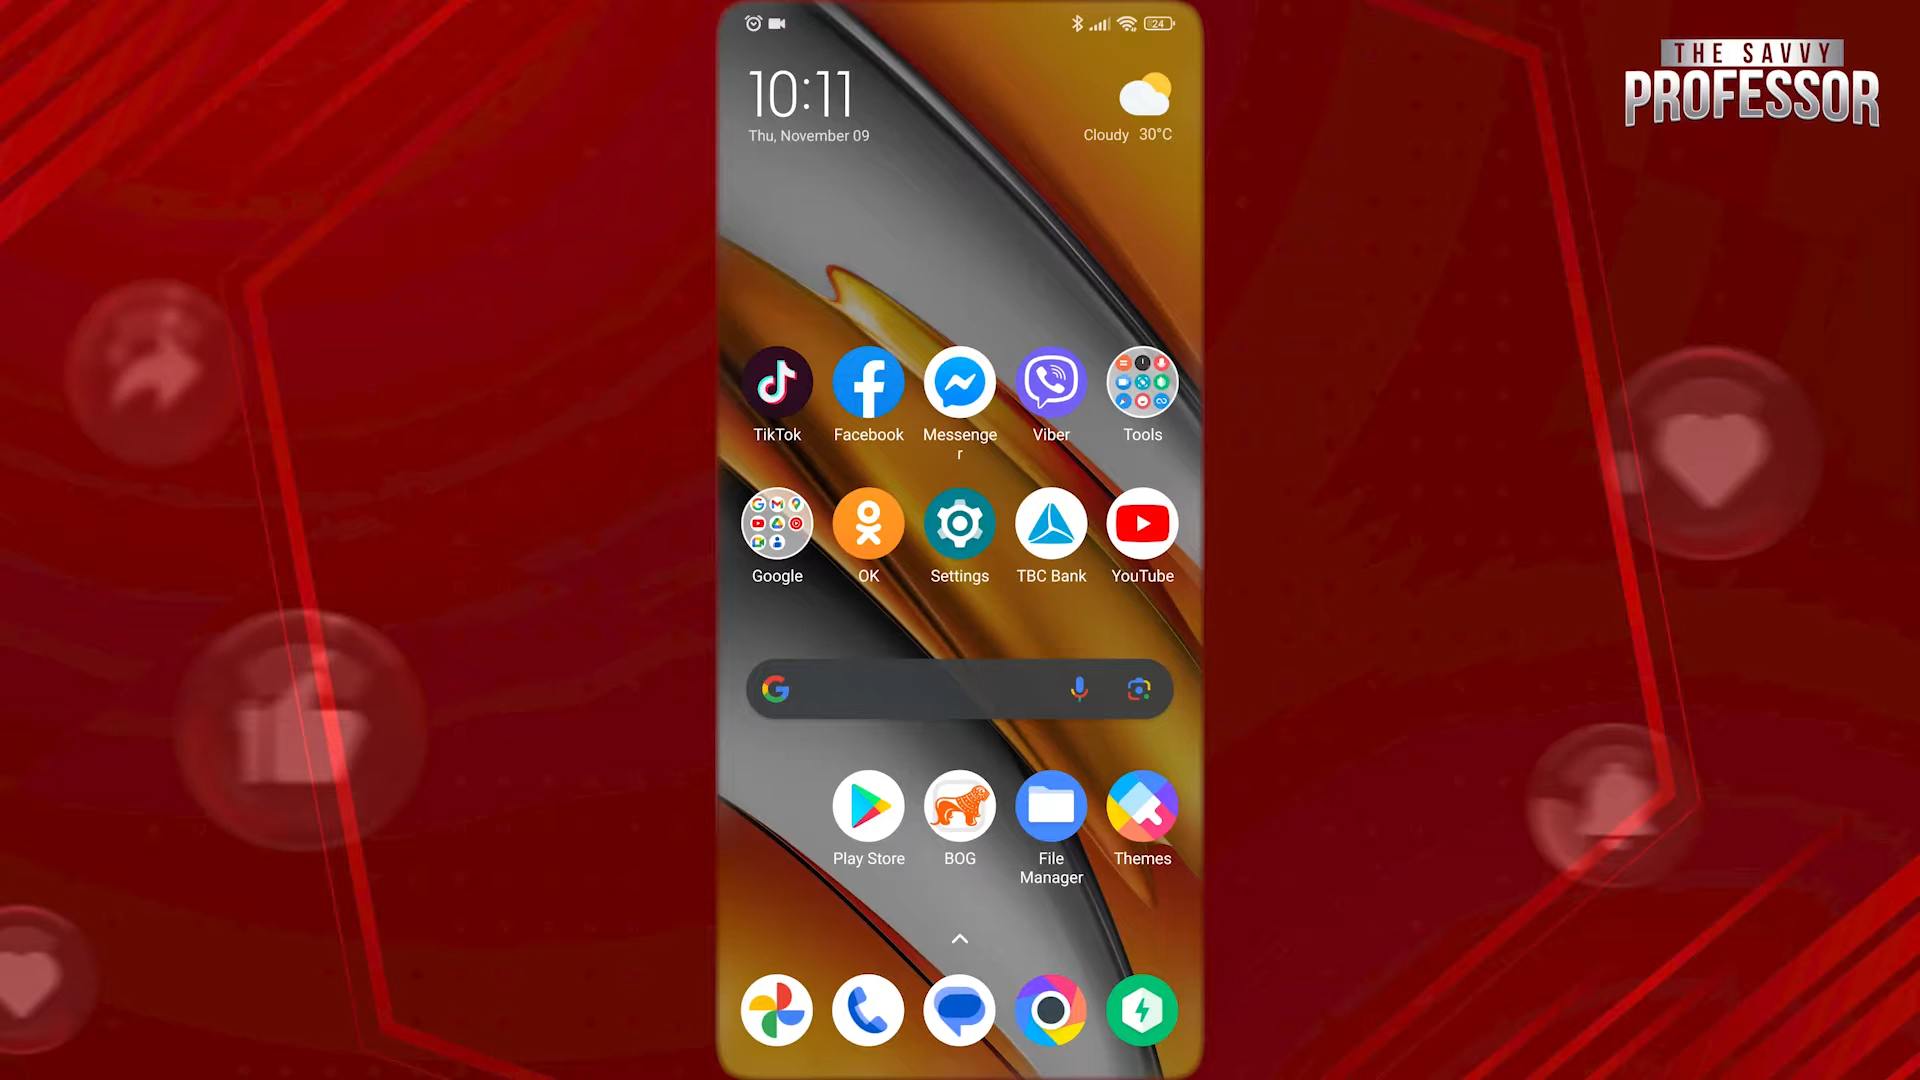 THE SAVVY
PROFESSOR
24
10:11
Thu, November 09
Cloudy 30°C
TikTok
Facebook
Messenge
r
Viber
Tools
Google
OK
Settings
TBC Bank
YouTube
Play Store
BOG
File
Manager
Themes